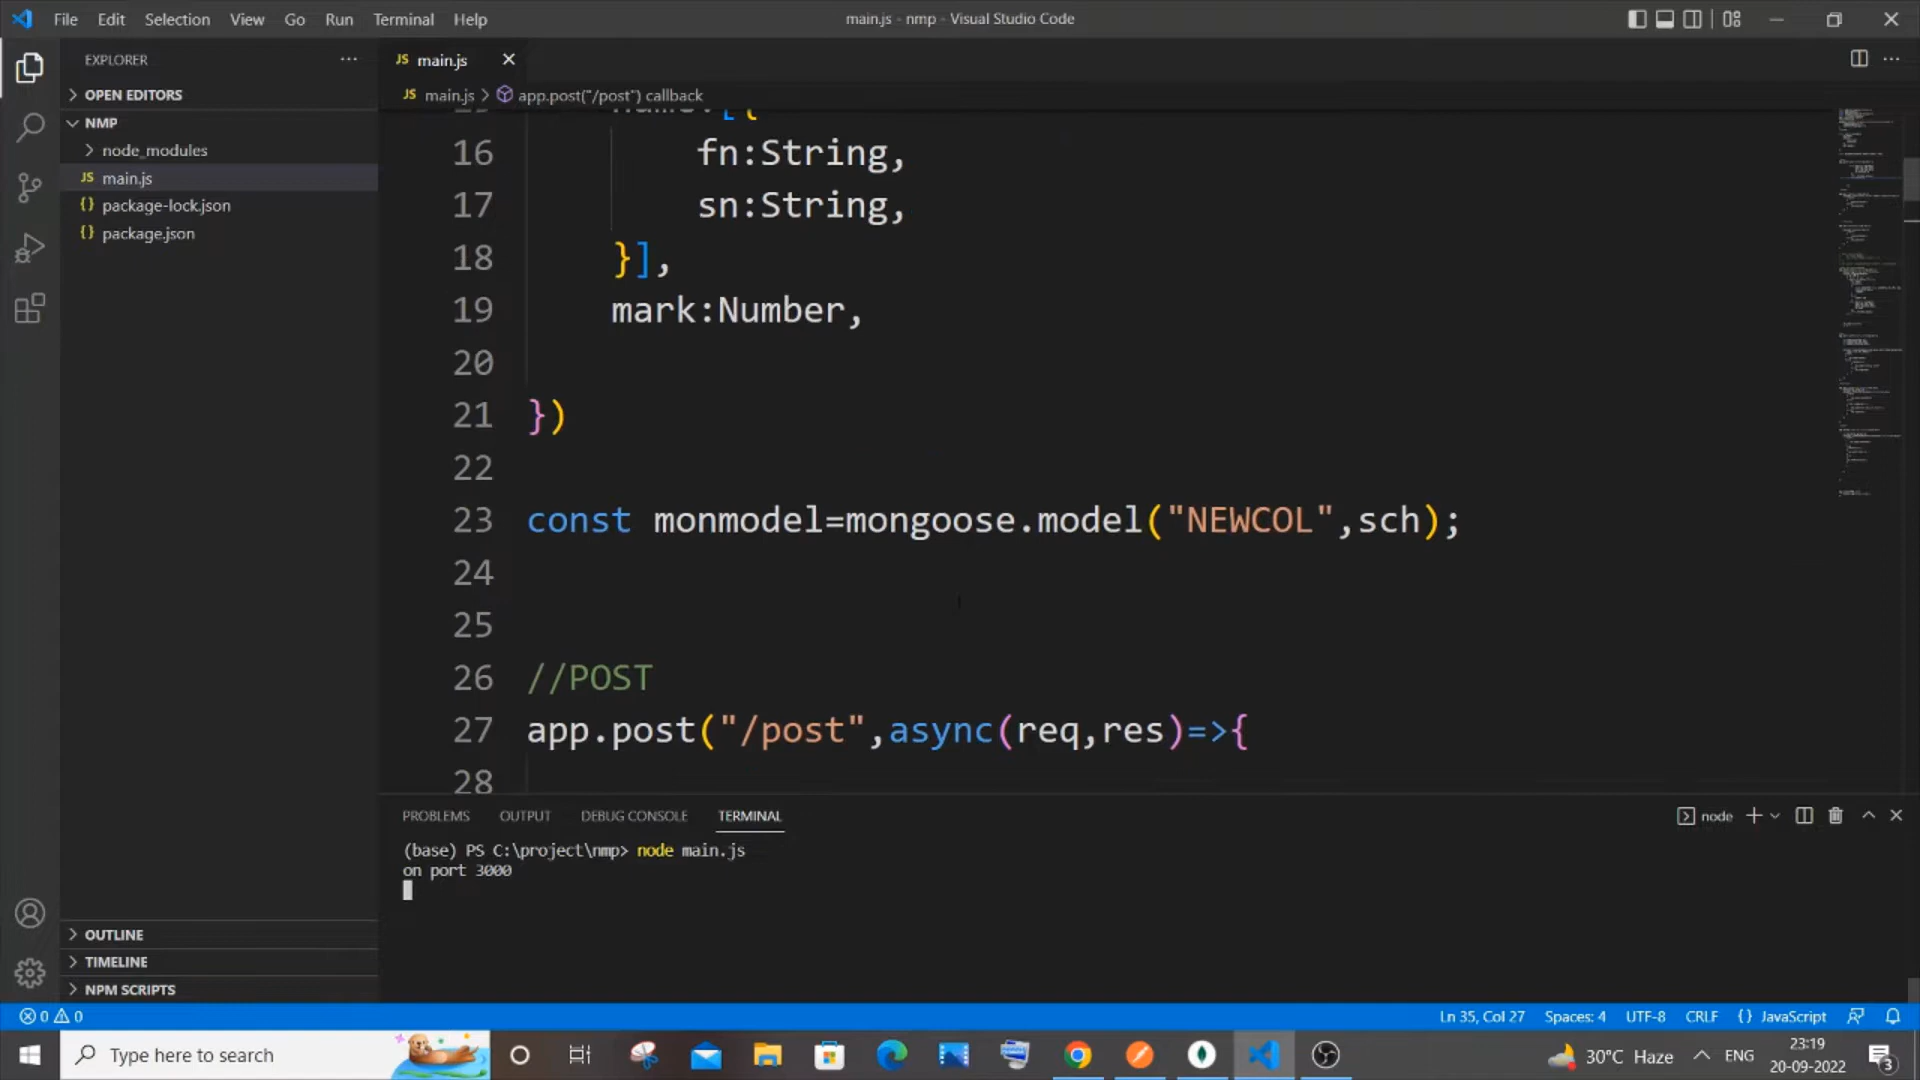 File Edit Selection View Go Run Terminal Help
main.js - nmp - Visual Studio Code
EXPLORER
OPEN EDITORS
NMP
node_modules
JS main.js
{} package-lock.json
{} package.json
OUTLINE
TIMELINE
NPM SCRIPTS
JS main.js
JS main.js > app.post("/post") callback
16 fn:String,
17 sn:String,
18 }],
19 mark:Number,
20
21 })
22
23 const monmodel=mongoose.model("NEWCOL",sch);
24
25
26 //POST
27 app.post("/post",async(req,res)=>{
28
PROBLEMS OUTPUT DEBUG CONSOLE TERMINAL
node
(base) PS C:\project\nmp> node main.js
on port 3000
0 0
Ln 35, Col 27 Spaces: 4 UTF-8 CRLF {} JavaScript
Type here to search
30°C Haze ENG
23:19
20-09-2022
3